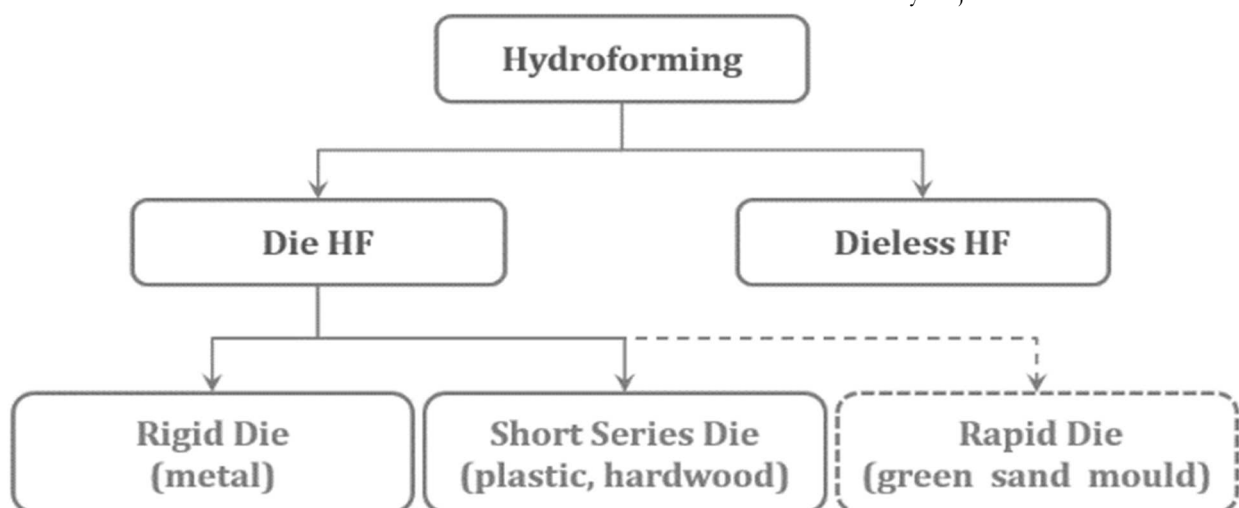 Hydroforming
Die HF
Dieless HF
Rigid Die
(metal)
Short Series Die
(plastic, hardwood)
Rapid Die
(green sand mould)